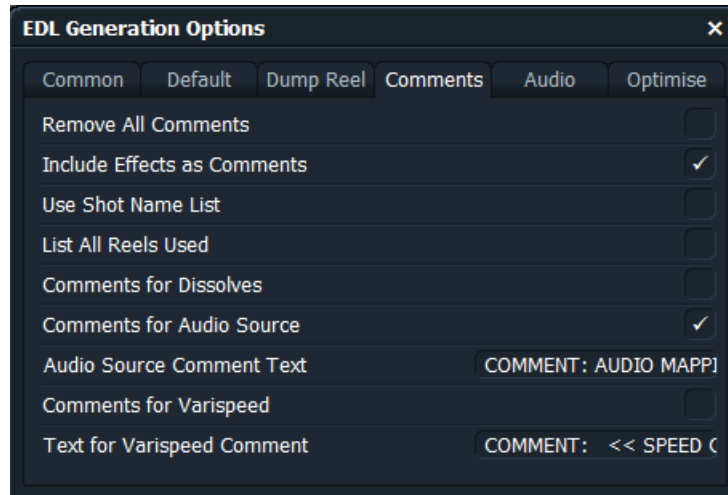 EDL Generation Options ×
Common Default Dump Reel Comments Audio Optimise
Remove All Comments
Include Effects as Comments ✓
Use Shot Name List
List All Reels Used
Comments for Dissolves
Comments for Audio Source ✓
Audio Source Comment Text COMMENT: AUDIO MAPPI
Comments for Varispeed
Text for Varispeed Comment COMMENT: << SPEED